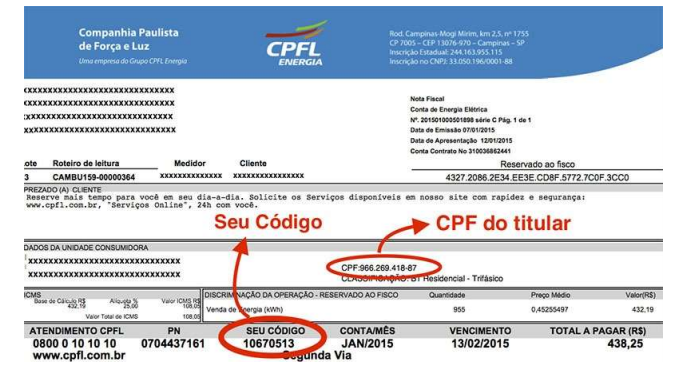 Companhia Paulista
de Força e Luz
Uma empresa do Grupo CPFL Energia
CPFL
ENERGIA
Rod. Campinas-Mogi Mirim, km 2,5, nº 1755
CP 7005 - CEP 13076-970 - Campinas - SP
Inscrição Estadual: 244.163.955.115
Inscrição no CNPJ: 33.050.196/0001-88
xxxxxxxxxxxxxxxxxxxxxxxxxxxxx
xxxxxxxxxxxxxxxxxxxxxxxxxxxxx
xxxxxxxxxxxxxxxxxxxxxxxxxxxxx
xxxxxxxxxxxxxxxxxxxxxxxxxxxxx
Nota Fiscal
Conta de Energia Elétrica
Nº. 201501000501898 série C Pág. 1 de 1
Data de Emissão 07/01/2015
Data de Apresentação 12/01/2015
Conta Contrato No 310036862441
ote Roteiro de leitura Medidor Cliente Reservado ao fisco
3 CAMBU159-00000364 xxxxxxxxxxxxxxxx xxxxxxxxxxxxxxxx 4327.2086.2E34.EE3E.CD8F.5772.7C0F.3CC0
PREZADO (A) CLIENTE
Reserve mais tempo para você em seu dia-a-dia. Solicite os Serviços disponíveis em nosso site com rapidez e segurança:
www.cpfl.com.br, "Serviços Online", 24h com você.
Seu Código CPF do titular
DADOS DA UNIDADE CONSUMIDORA
xxxxxxxxxxxxxxxxxxxxxxxxxxxxx
xxxxxxxxxxxxxxxxxxxxxxxxxxxxx
CPF:966.269.418-87
CLASSIFICAÇÃO: B1 Residencial - Trifásico
ICMS
Base de Cálculo R$ Alíquota % Valor ICMS R$
432,19 25,00 108,05
Valor Total de ICMS 108,05
DISCRIMINAÇÃO DA OPERAÇÃO - RESERVADO AO FISCO Quantidade Preço Médio Valor(R$)
Venda de Energia (kWh) 955 0,45255497 432,19
ATENDIMENTO CPFL PN SEU CÓDIGO CONTA/MÊS VENCIMENTO TOTAL A PAGAR (R$)
0800 0 10 10 10 0704437161 10670513 JAN/2015 13/02/2015 438,25
www.cpfl.com.br Segunda Via